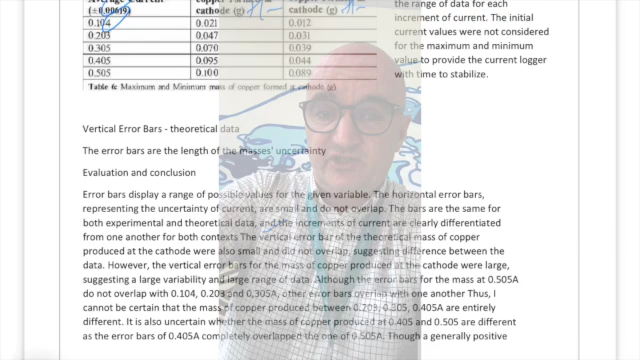 Average Current
(±0.00619)
cathode (g)
cathode (g)
0.104 0.021 0.012
0.203 0.047 0.031
0.305 0.070 0.039
0.405 0.095 0.044
0.505 0.100 0.089
Table 6: Maximum and Minimum mass of copper formed at cathode (g)
the range of data for each
increment of current. The initial
current values were not considered
for the maximum and minimum
value to provide the current logger
with time to stabilize.
Vertical Error Bars - theoretical data
The error bars are the length of the masses' uncertainty
Evaluation and conclusion
Error bars display a range of possible values for the given variable. The horizontal error bars,
representing the uncertainty of current, are small and do not overlap. The bars are the same for
both experimental and theoretical data, and the increments of current are clearly differentiated
from one another for both contexts. The vertical error bar of the theoretical mass of copper
produced at the cathode were also small and did not overlap, suggesting difference between the
data. However, the vertical error bars for the mass of copper produced at the cathode were large,
suggesting a large variability and large range of data. Although the error bars for the mass at 0.505A
do not overlap with 0.104, 0.203 and 0,305A, other error bars overlap with one another Thus, I
cannot be certain that the mass of copper produced between 0.203, 0.305, 0.405A are entirely
different. It is also uncertain whether the mass of copper produced at 0.405 and 0.505 are different
as the error bars of 0.405A completely overlapped the one of 0.505A. Though a generally positive